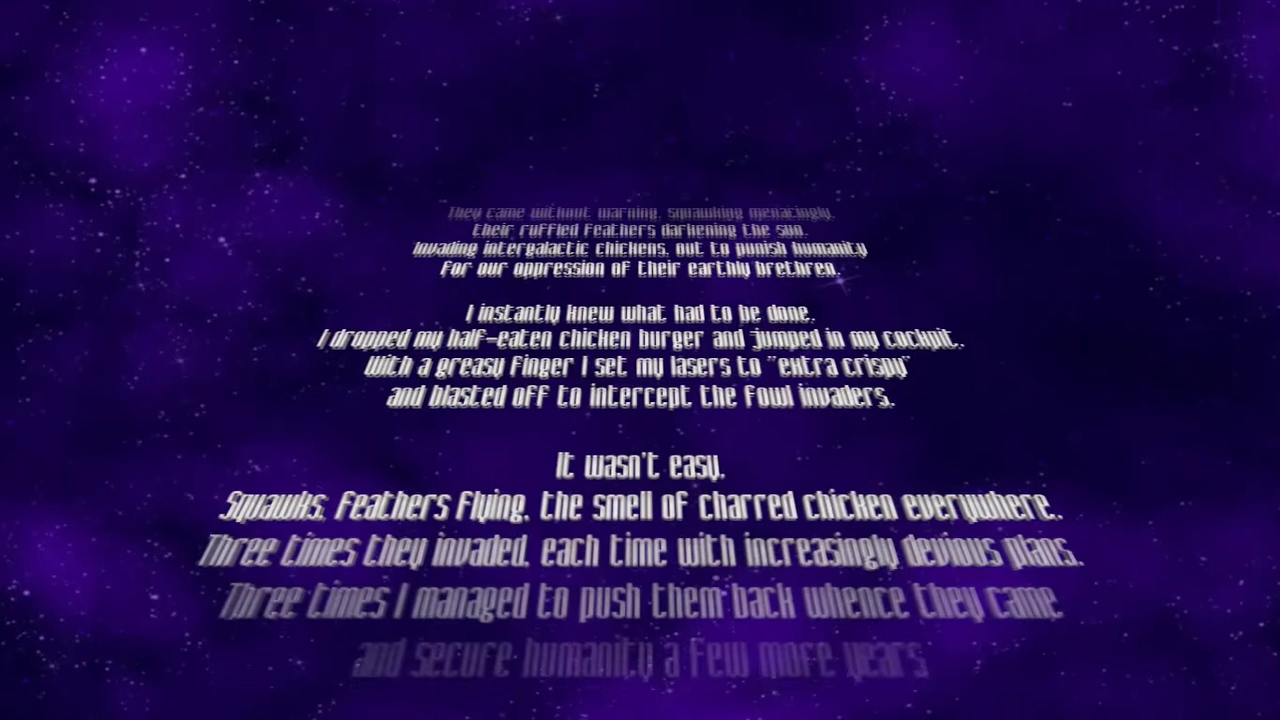 They came without warning, squawking menacingly,
their ruffled feathers darkening the sun.
Invading intergalactic chickens, out to punish humanity
for our oppression of their earthly brethren.
I instantly knew what had to be done.
I dropped my half-eaten chicken burger and jumped in my cockpit.
With a greasy finger I set my lasers to "extra crispy"
and blasted off to intercept the fowl invaders.
It wasn't easy.
Squawks, feathers flying, the smell of charred chicken everywhere.
Three times they invaded, each time with increasingly devious plans.
Three times I managed to push them back whence they came
and secure humanity a few more years